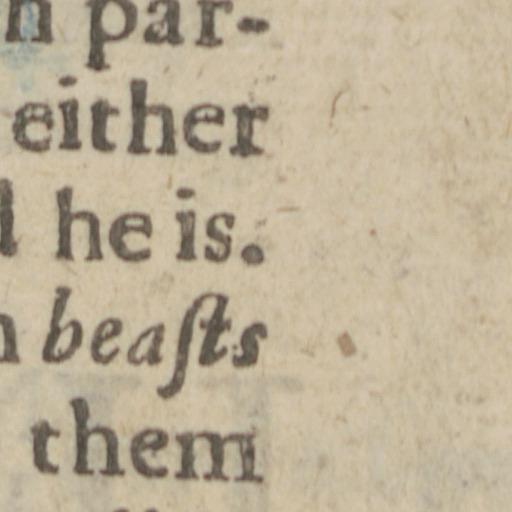 n par-
either
l he is.
n beaſts
them